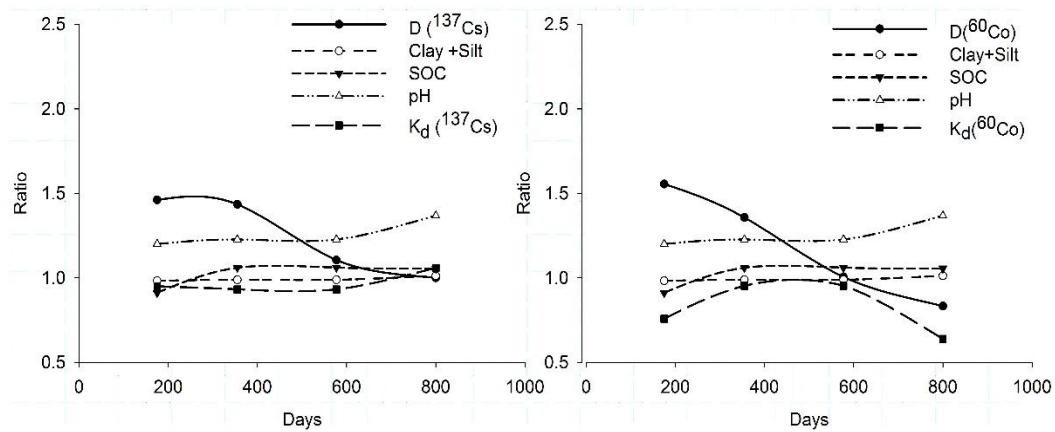 2.5
2.0
1.5
1.0
0.5
Ratio
D (¹³⁷Cs)
Clay +Silt
SOC
pH
K_d (¹³⁷Cs)
0 200 400 600 800 1000
Days
2.5
2.0
1.5
1.0
0.5
Ratio
D(⁶⁰Co)
Clay+Silt
SOC
pH
K_d(⁶⁰Co)
0 200 400 600 800 1000
Days